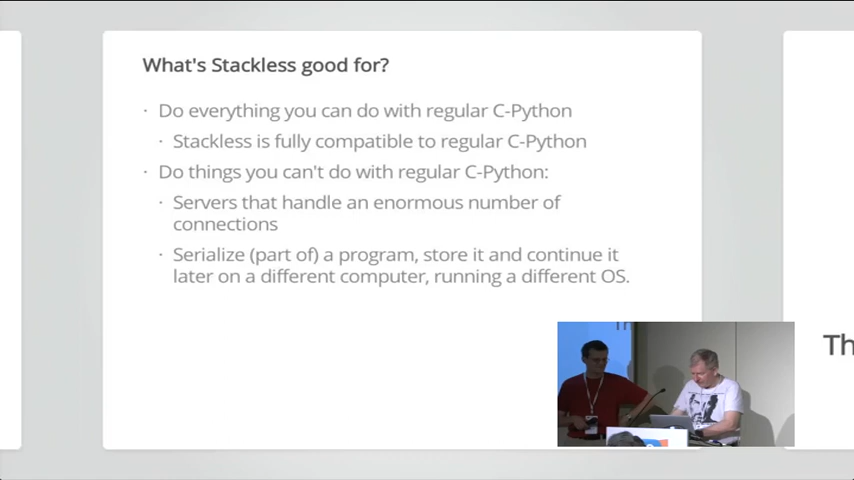 What's Stackless good for?
· Do everything you can do with regular C-Python
· Stackless is fully compatible to regular C-Python
· Do things you can't do with regular C-Python:
· Servers that handle an enormous number of
connections
· Serialize (part of) a program, store it and continue it
later on a different computer, running a different OS.
Th